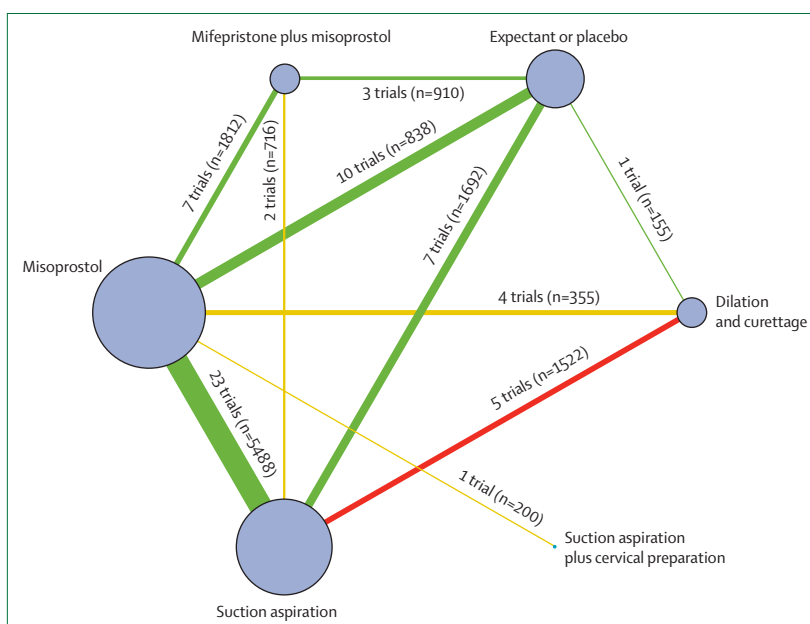 Mifepristone plus misoprostol
Expectant or placebo
3 trials (n=910)
7 trials (n=1812)
2 trials (n=716)
10 trials (n=838)
7 trials (n=1692)
1 trial (n=155)
Misoprostol
4 trials (n=355)
Dilation
and curettage
23 trials (n=5488)
5 trials (n=1522)
1 trial (n=200)
Suction aspiration
plus cervical preparation
Suction aspiration